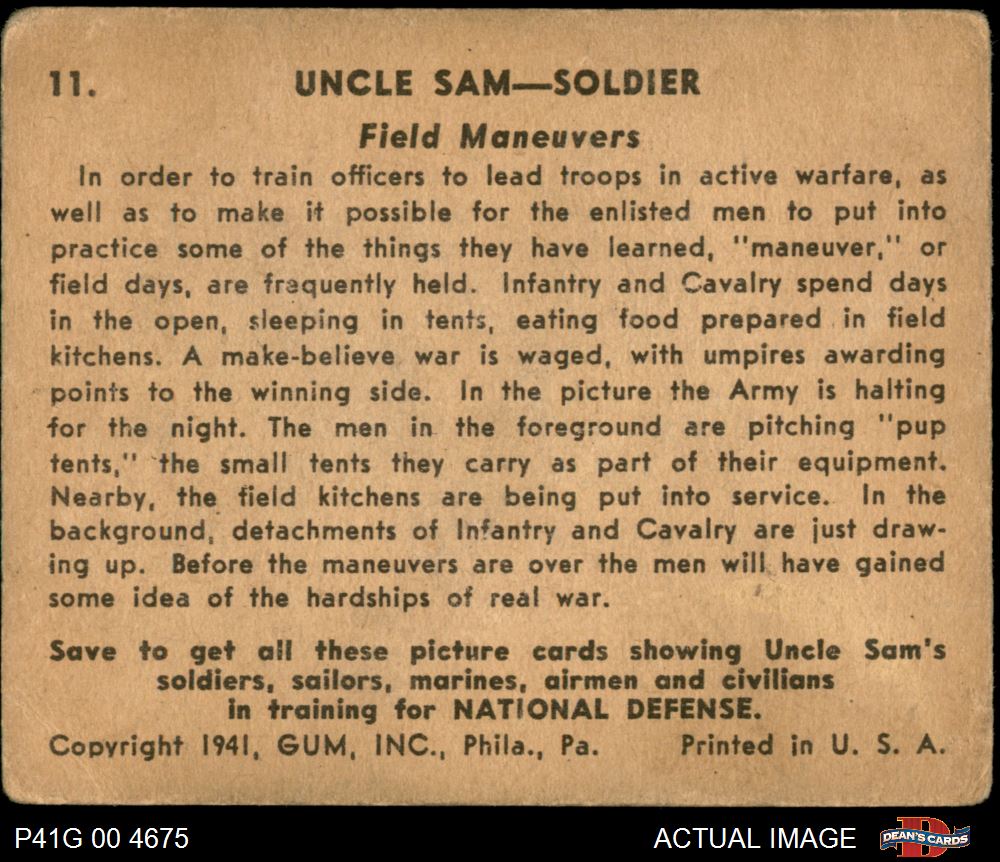 11. UNCLE SAM—SOLDIER
Field Maneuvers
In order to train officers to lead troops in active warfare, as
well as to make it possible for the enlisted men to put into
practice some of the things they have learned, "maneuver," or
field days, are frequently held. Infantry and Cavalry spend days
in the open, sleeping in tents, eating food prepared in field
kitchens. A make-believe war is waged, with umpires awarding
points to the winning side. In the picture the Army is halting
for the night. The men in the foreground are pitching "pup
tents," the small tents they carry as part of their equipment.
Nearby, the field kitchens are being put into service. In the
background, detachments of Infantry and Cavalry are just draw-
ing up. Before the maneuvers are over the men will have gained
some idea of the hardships of real war.
Save to get all these picture cards showing Uncle Sam's
soldiers, sailors, marines, airmen and civilians
in training for NATIONAL DEFENSE.
Copyright 1941, GUM, INC., Phila., Pa. Printed in U. S. A.
P41G 00 4675 ACTUAL IMAGE D DEAN'S CARDS